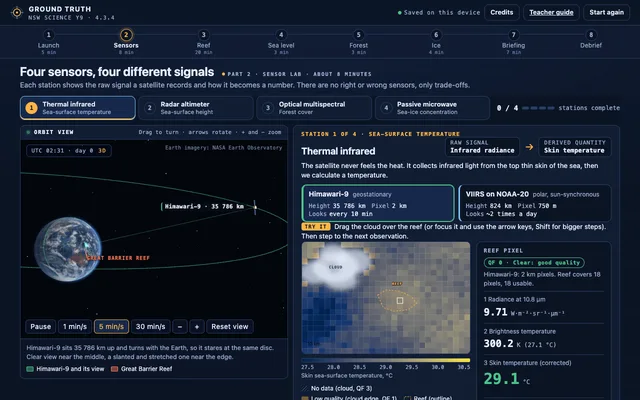 GROUND TRUTH
NSW SCIENCE Y9 · 4.3.4
Saved on this device
Credits
Teacher guide
Start again
1
Launch
5 min
2
Sensors
8 min
3
Reef
20 min
4
Sea level
3 min
5
Forest
3 min
6
Ice
4 min
7
Briefing
7 min
8
Debrief
Four sensors, four different signals
PART 2 · SENSOR LAB · ABOUT 8 MINUTES
Each station shows the raw signal a satellite records and how it becomes a number. There are no right or wrong sensors, only trade-offs.
1 Thermal infrared
Sea-surface temperature
2 Radar altimeter
Sea-surface height
3 Optical multispectral
Forest cover
4 Passive microwave
Sea-ice concentration
0 / 4 stations complete
ORBIT VIEW
Drag to turn · arrows rotate · + and − zoom
UTC 02:31 · day 0 3D
Earth imagery: NASA Earth Observatory
Himawari-9 · 35 786 km
GREAT BARRIER REEF
Pause
1 min/s
5 min/s
30 min/s
−
+
Reset view
Himawari-9 sits 35 786 km up and turns with the Earth, so it stares at the same disc.
Clear view near the middle, a slanted and stretched one near the edge.
Himawari-9 and its view
Great Barrier Reef
STATION 1 OF 4 · SEA-SURFACE TEMPERATURE
Thermal infrared
RAW SIGNAL
Infrared radiance
→
DERIVED QUANTITY
Skin temperature
The satellite never feels the heat. It collects infrared light from the top thin skin of the sea, then
we calculate a temperature.
Himawari-9 geostationary
Height 35 786 km Pixel 2 km
Looks every 10 min
VIIRS on NOAA-20 polar, sun-synchronous
Height 824 km Pixel 750 m
Looks ~2 times a day
TRY IT Drag the cloud over the reef (or focus it and use the arrow keys, Shift for bigger steps).
Then step to the next observation.
CLOUD
REEF
27.5 28.0 28.5 29.0 29.5 30.0 30.5
Skin sea-surface temperature, °C
No data (cloud, QF 3)
Low quality (cloud edge, QF 1)
Reef (outline)
REEF PIXEL
QF 0 · Clear: good quality
Himawari-9: 2 km pixels. Reef covers 18
pixels, 18 usable.
1 Radiance at 10.8 μm
9.71 W·m⁻²·sr⁻¹·μm⁻¹
2 Brightness temperature
300.2 K (27.1 °C)
3 Skin temperature (corrected)
29.1 °C